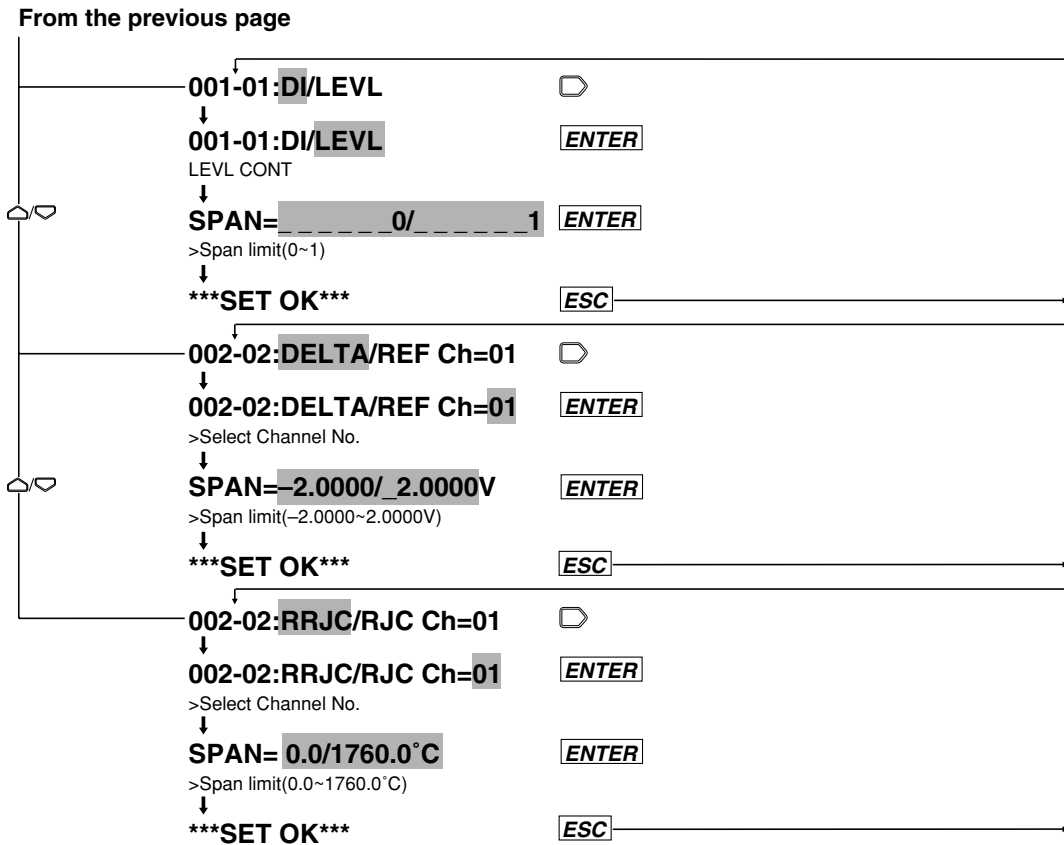 From the previous page
001-01:DI/LEVL
001-01:DI/LEVL ENTER
LEVL CONT
SPAN=_ _ _ _ _ _0/_ _ _ _ _ _1 ENTER
>Span limit(0~1)
***SET OK*** ESC
/
002-02:DELTA/REF Ch=01
002-02:DELTA/REF Ch=01 ENTER
>Select Channel No.
SPAN=–2.0000/_2.0000V ENTER
>Span limit(–2.0000~2.0000V)
***SET OK*** ESC
/
002-02:RRJC/RJC Ch=01
002-02:RRJC/RJC Ch=01 ENTER
>Select Channel No.
SPAN= 0.0/1760.0˚C ENTER
>Span limit(0.0~1760.0˚C)
***SET OK*** ESC